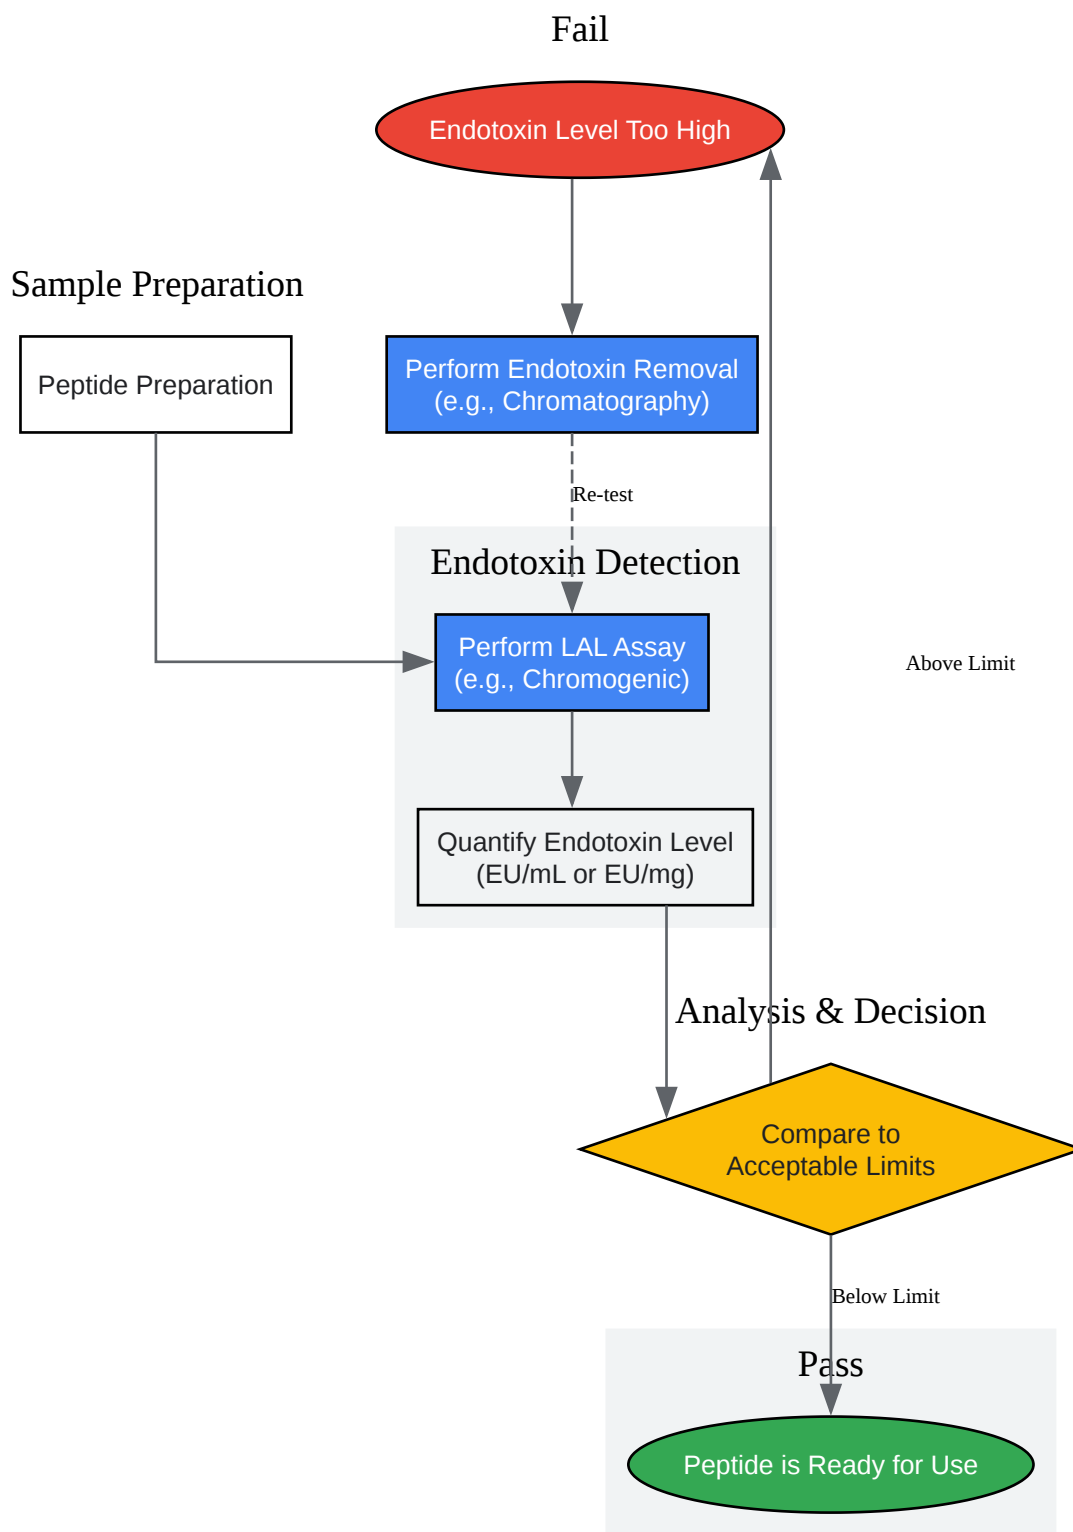 Fail
Endotoxin Level Too High
Sample Preparation
Peptide Preparation
Perform Endotoxin Removal
(e.g., Chromatography)
Re-test
Endotoxin Detection
Perform LAL Assay
(e.g., Chromogenic)
Above Limit
Quantify Endotoxin Level
(EU/mL or EU/mg)
Analysis & Decision
Compare to
Acceptable Limits
Below Limit
Pass
Peptide is Ready for Use